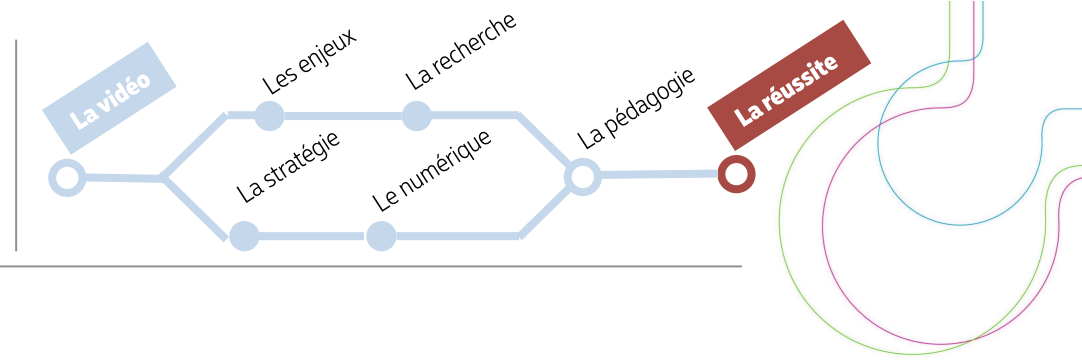 La vidéo
Les enjeux
La recherche
La stratégie
Le numérique
La pédagogie
La réussite